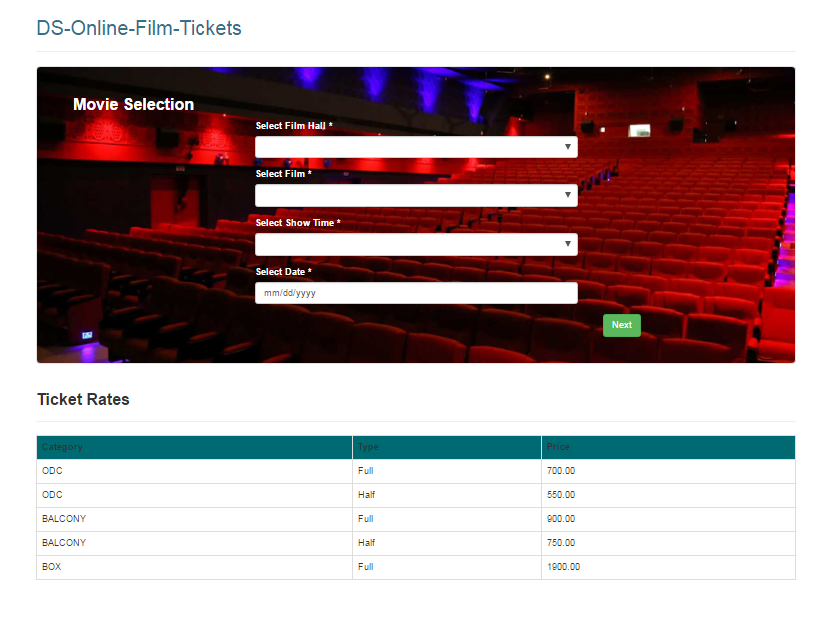 DS-Online-Film-Tickets
Movie Selection
Select Film Hall *
Select Film *
Select Show Time *
Select Date *
mm/dd/yyyy
Next
Ticket Rates
Category Type Price
ODC Full 700.00
ODC Half 550.00
BALCONY Full 900.00
BALCONY Half 750.00
BOX Full 1900.00